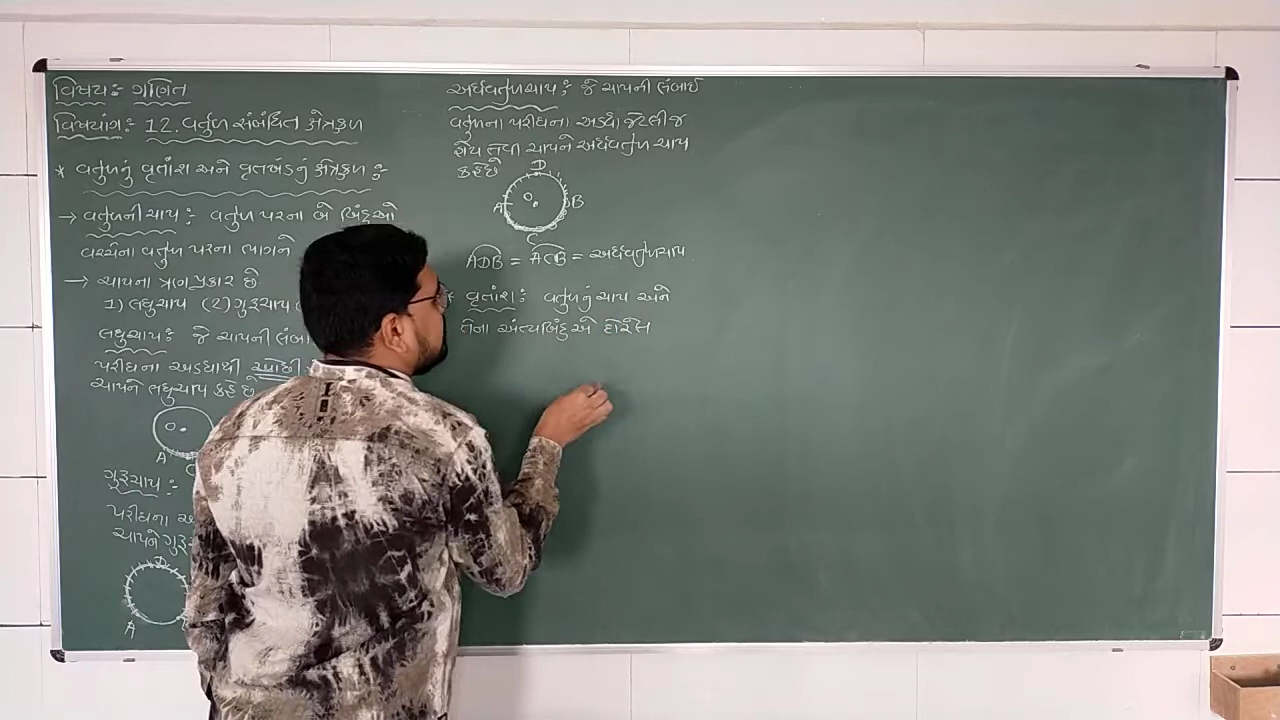 વિષય:- ગણિત
વિષયાંગ:- 12. વર્તુળ સંબંધિત ક્ષેત્રફળ
* વર્તુળનું વૃતાંશ અને વૃતખંડનું ક્ષેત્રફળ :-
→ વર્તુળની ચાપ :- વર્તુળ પરના બે બિંદુઓ
વચ્ચેના વર્તુળ પરના ભાગને
→ ચાપના ત્રણ પ્રકાર છે
1) લઘુચાપ (2) ગુરૂચાપ
લઘુચાપ :- જે ચાપની લંબા
પરીઘના અડધાથી ઓછી
ચાપને લઘુચાપ કહે છે
O
A
ગુરૂચાપ :-
પરીઘના
ચાપને ગુરૂ
D
A
અર્ધવર્તુળચાપ :- જે ચાપની લંબાઈ
વર્તુળના પરીઘના અડધા જેટલી જ
હોય તેવી ચાપને અર્ધવર્તુળ ચાપ
કહેછે
D
O
A B
C
ADB = ACB = અર્ધવર્તુળચાપ
* વૃતાંશ :- વર્તુળનું ચાપ અને
તેના અંત્યબિંદુએ દોરેલ